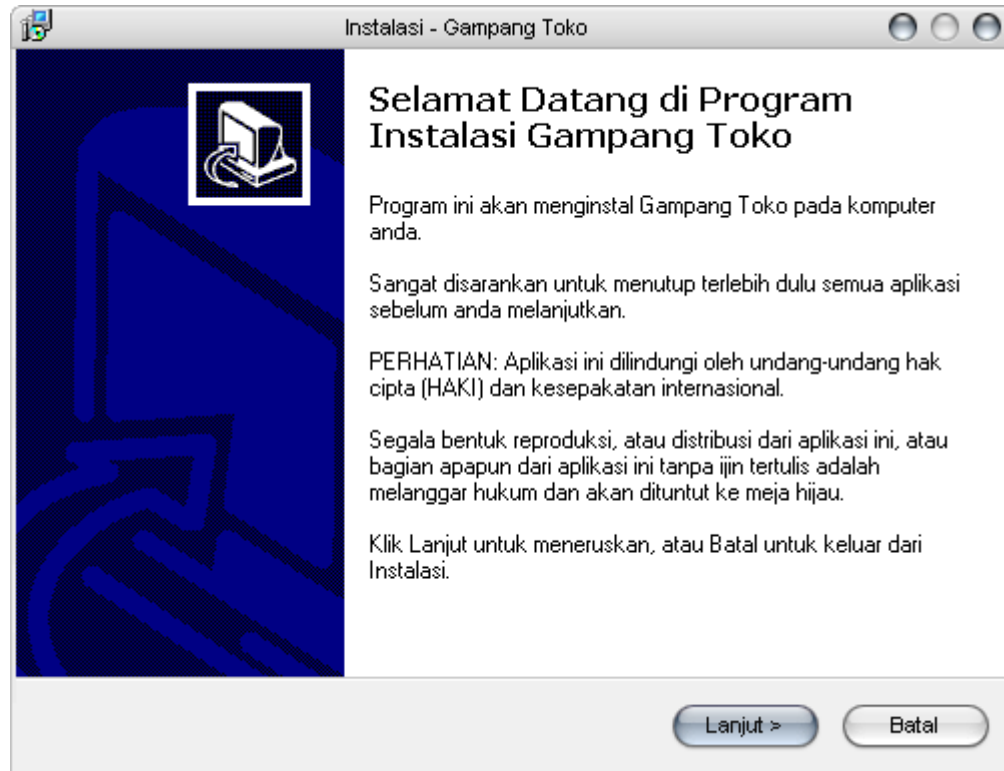 Instalasi - Gampang Toko
Selamat Datang di Program
Instalasi Gampang Toko
Program ini akan menginstal Gampang Toko pada komputer
anda.
Sangat disarankan untuk menutup terlebih dulu semua aplikasi
sebelum anda melanjutkan.
PERHATIAN: Aplikasi ini dilindungi oleh undang-undang hak
cipta (HAKI) dan kesepakatan internasional.
Segala bentuk reproduksi, atau distribusi dari aplikasi ini, atau
bagian apapun dari aplikasi ini tanpa ijin tertulis adalah
melanggar hukum dan akan dituntut ke meja hijau.
Klik Lanjut untuk meneruskan, atau Batal untuk keluar dari
Instalasi.
Lanjut > Batal